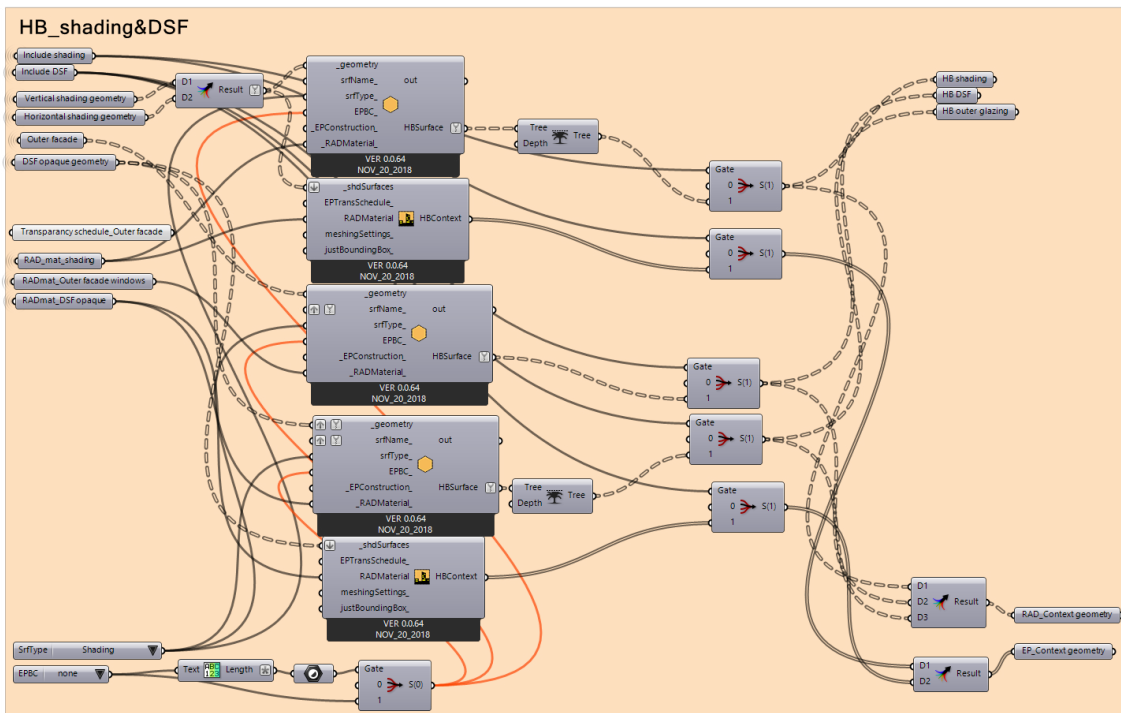 HB_shading&DSF
Include shading
Include DSF
Vertical shading geometry
Horizontal shading geometry
Outer facade
DSF opaque geometry
Transparancy schedule_Outer facade
RAD_mat_shading
RADmat_Outer facade windows
RADmat_DSF opaque
D1
D2
Result
_geometry
srfName_
out
srfType_
EPBC_
_EPConstruction_
HBSurface
_RADMaterial_
VER 0.0.64
NOV_20_2018
_shdSurfaces
EPTransSchedule_
RADMaterial
HBContext
meshingSettings_
justBoundingBox_
VER 0.0.64
NOV_20_2018
_geometry
srfName_
out
srfType_
EPBC_
_EPConstruction_
HBSurface
_RADMaterial_
VER 0.0.64
NOV_20_2018
_geometry
srfName_
out
srfType_
EPBC_
_EPConstruction_
HBSurface
_RADMaterial_
VER 0.0.64
NOV_20_2018
_shdSurfaces
EPTransSchedule_
RADMaterial
HBContext
meshingSettings_
justBoundingBox_
VER 0.0.64
NOV_20_2018
Tree
Depth
Tree
Tree
Depth
Tree
Gate
0
S(1)
1
Gate
0
S(1)
1
Gate
0
S(1)
1
Gate
0
S(1)
1
Gate
0
S(1)
1
HB shading
HB DSF
HB outer glazing
D1
D2
D3
Result
RAD_Context geometry
D1
D2
Result
EP_Context geometry
SrfType
Shading
EPBC
none
Text
ABC
123
Length
Gate
0
S(0)
1